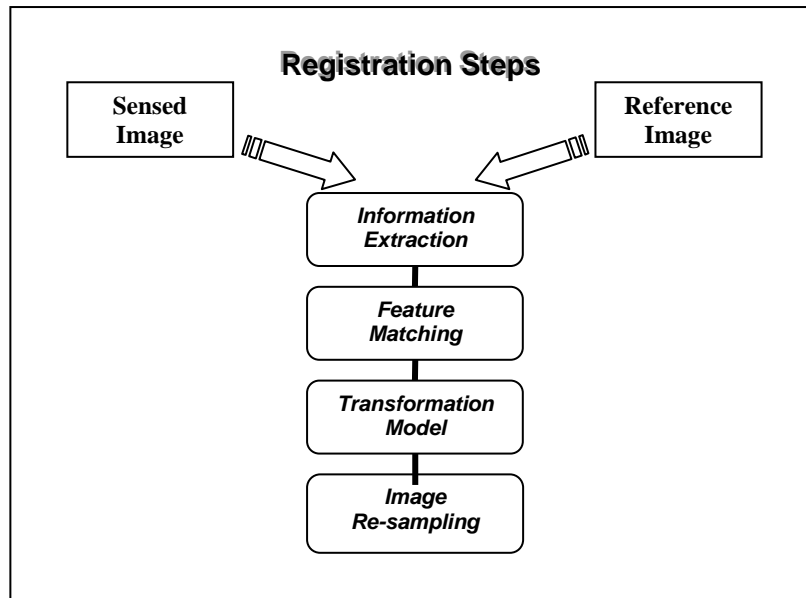 Registration Steps
Sensed
Image
Reference
Image
Information
Extraction
Feature
Matching
Transformation
Model
Image
Re-sampling